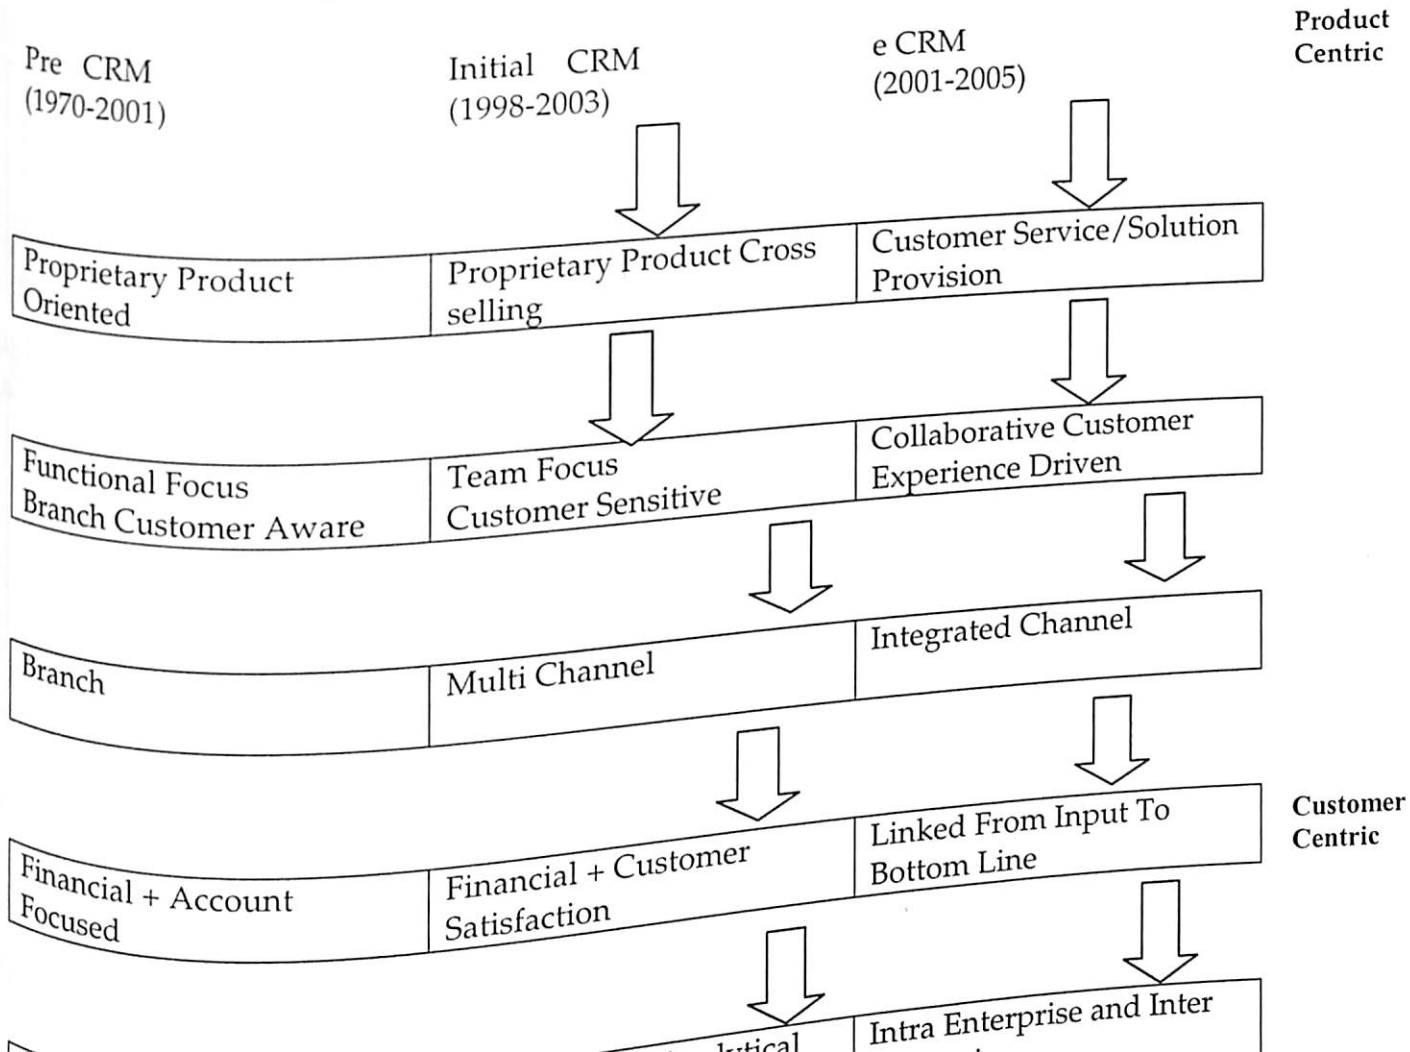 Pre CRM
(1970-2001)
Initial CRM
(1998-2003)
e CRM
(2001-2005)
Product
Centric
Proprietary Product
Oriented
Proprietary Product Cross
selling
Customer Service/Solution
Provision
Functional Focus
Branch Customer Aware
Team Focus
Customer Sensitive
Collaborative Customer
Experience Driven
Branch
Multi Channel
Integrated Channel
Financial + Account
Focused
Financial + Customer
Satisfaction
Linked From Input To
Bottom Line
Customer
Centric
Intra Enterprise and Inter